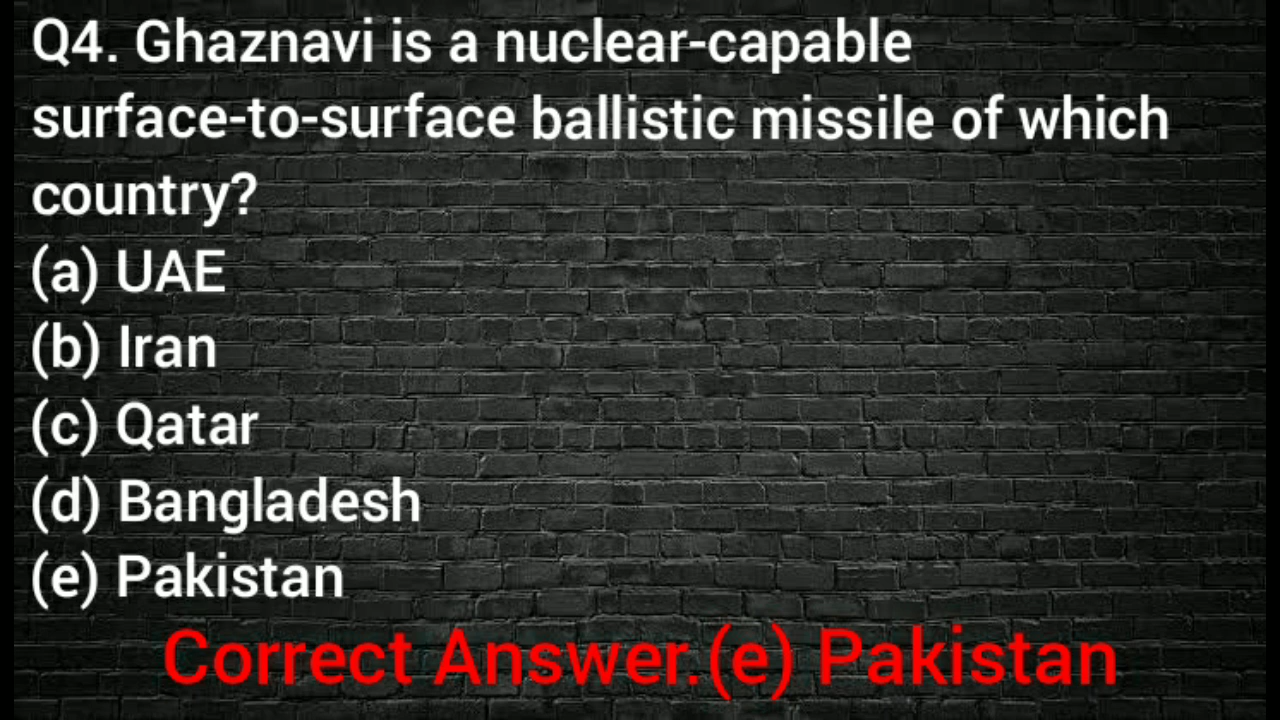 Q4. Ghaznavi is a nuclear-capable
surface-to-surface ballistic missile of which
country?
(a) UAE
(b) Iran
(c) Qatar
(d) Bangladesh
(e) Pakistan
Correct Answer.(e) Pakistan